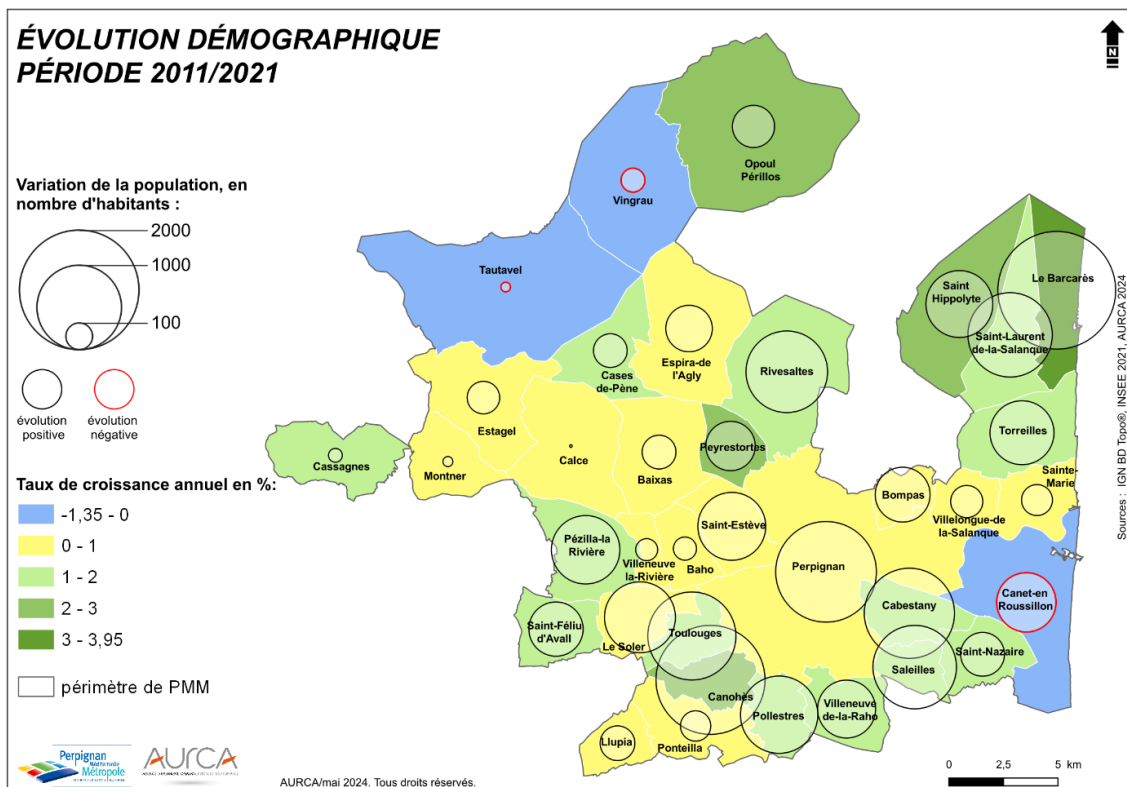 ÉVOLUTION DÉMOGRAPHIQUE
PÉRIODE 2011/2021
N
Variation de la population, en
nombre d'habitants :
2000
1000
100
évolution
positive
évolution
négative
Taux de croissance annuel en %:
-1,35 - 0
0 - 1
1 - 2
2 - 3
3 - 3,95
périmètre de PMM
Opoul
Périllos
Vingrau
Tautavel
Le Barcarès
Saint
Hippolyte
Saint-Laurent
de-la-Salanque
Espira-de
l'Agly
Cases
de-Pène
Rivesaltes
Estagel
Torreilles
Peyrestortes
Cassagnes
Montner
Calce
Baixas
Sainte-
Marie
Bompas
Villelongue-de
la-Salanque
Saint-Estève
Pézilla-la
Rivière
Villeneuve
la-Rivière
Baho
Perpignan
Canet-en
Roussillon
Cabestany
Saint-Féliu
d'Avall
Toulouges
Le Soler
Saint-Nazaire
Saleilles
Canohès
Villeneuve
de-la-Raho
Pollestres
Llupia
Ponteilla
Sources : IGN BD Topo®, INSEE 2021, AURCA 2024
Perpignan
Méditerranée
Métropole
AURCA
AURCA/mai 2024. Tous droits réservés.
0 2,5 5 km